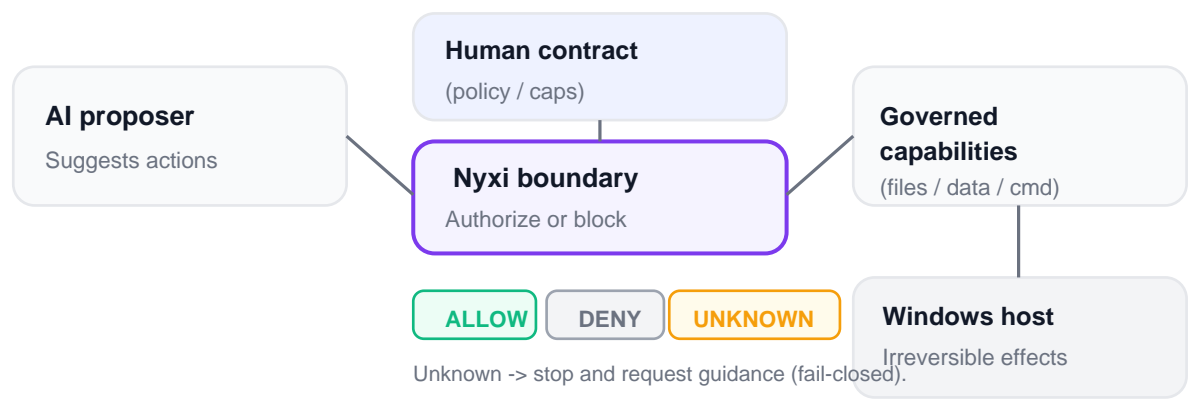 Human contract
(policy / caps)
AI proposer
Suggests actions
Nyxi boundary
Authorize or block
Governed
capabilities
(files / data / cmd)
ALLOW
DENY
UNKNOWN
Unknown -> stop and request guidance (fail-closed).
Windows host
Irreversible effects